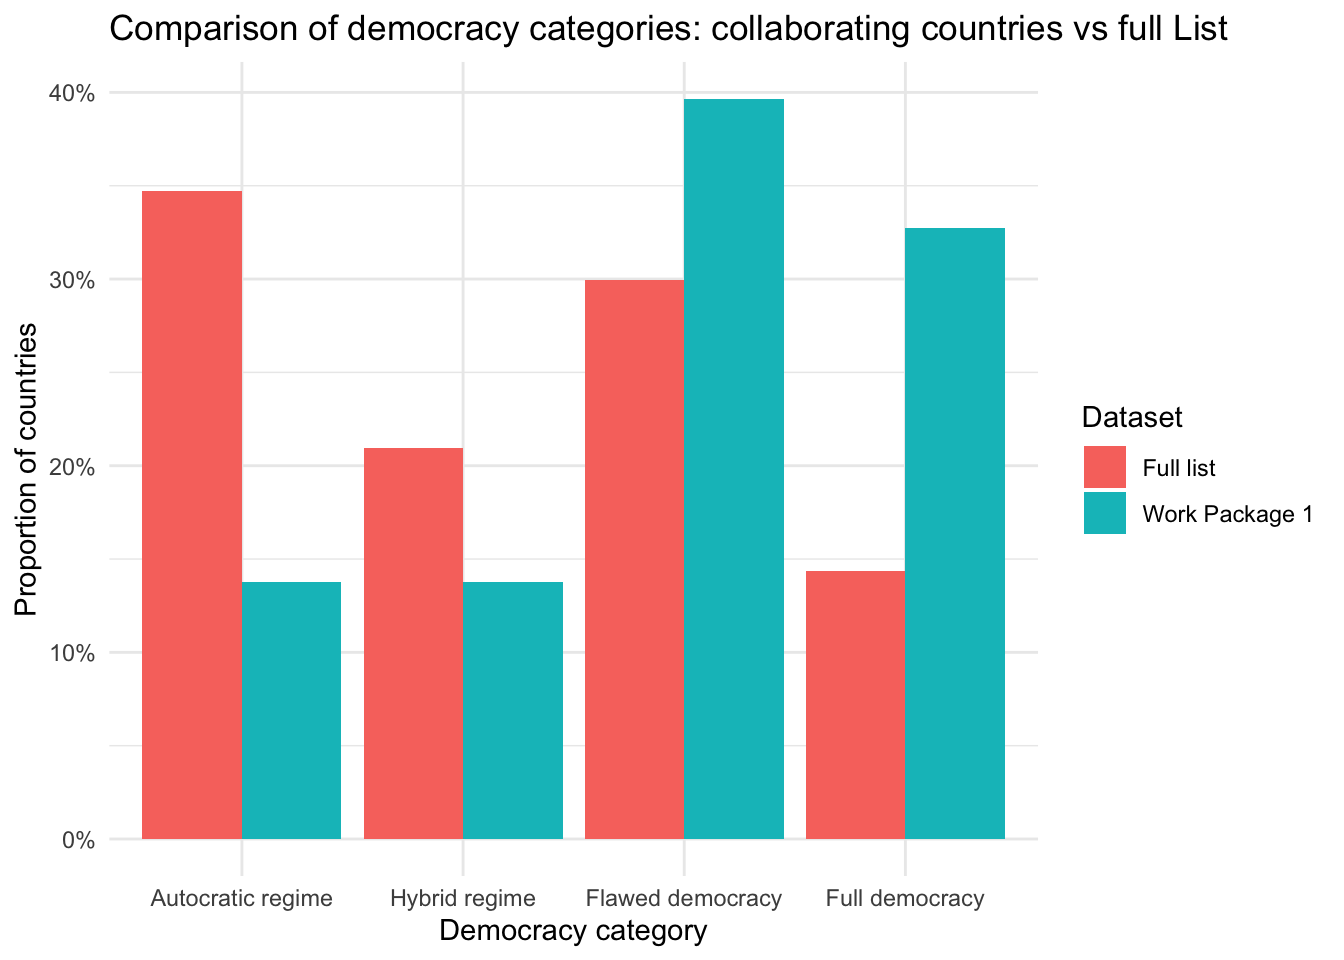 Comparison of democracy categories: collaborating countries vs full List
40%
30%
20%
10%
0%
Proportion of countries
Autocratic regime
Hybrid regime
Flawed democracy
Full democracy
Democracy category
Dataset
Full list
Work Package 1